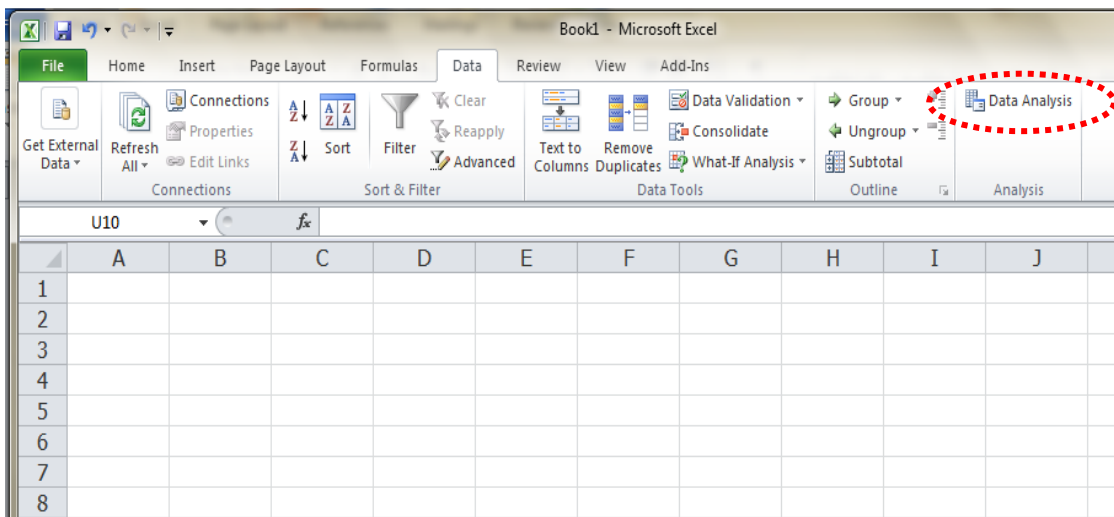 Book1 - Microsoft Excel
File Home Insert Page Layout Formulas Data Review View Add-Ins
Get External Data
Refresh All
Connections
Properties
Edit Links
Connections
A Z
Z A
A Z Z A
Sort
Filter
Clear
Reapply
Advanced
Sort & Filter
Text to Columns
Remove Duplicates
Data Validation
Consolidate
What-If Analysis
Data Tools
Group
Ungroup
Subtotal
Outline
Data Analysis
Analysis
U10 fx
A B C D E F G H I J
1
2
3
4
5
6
7
8